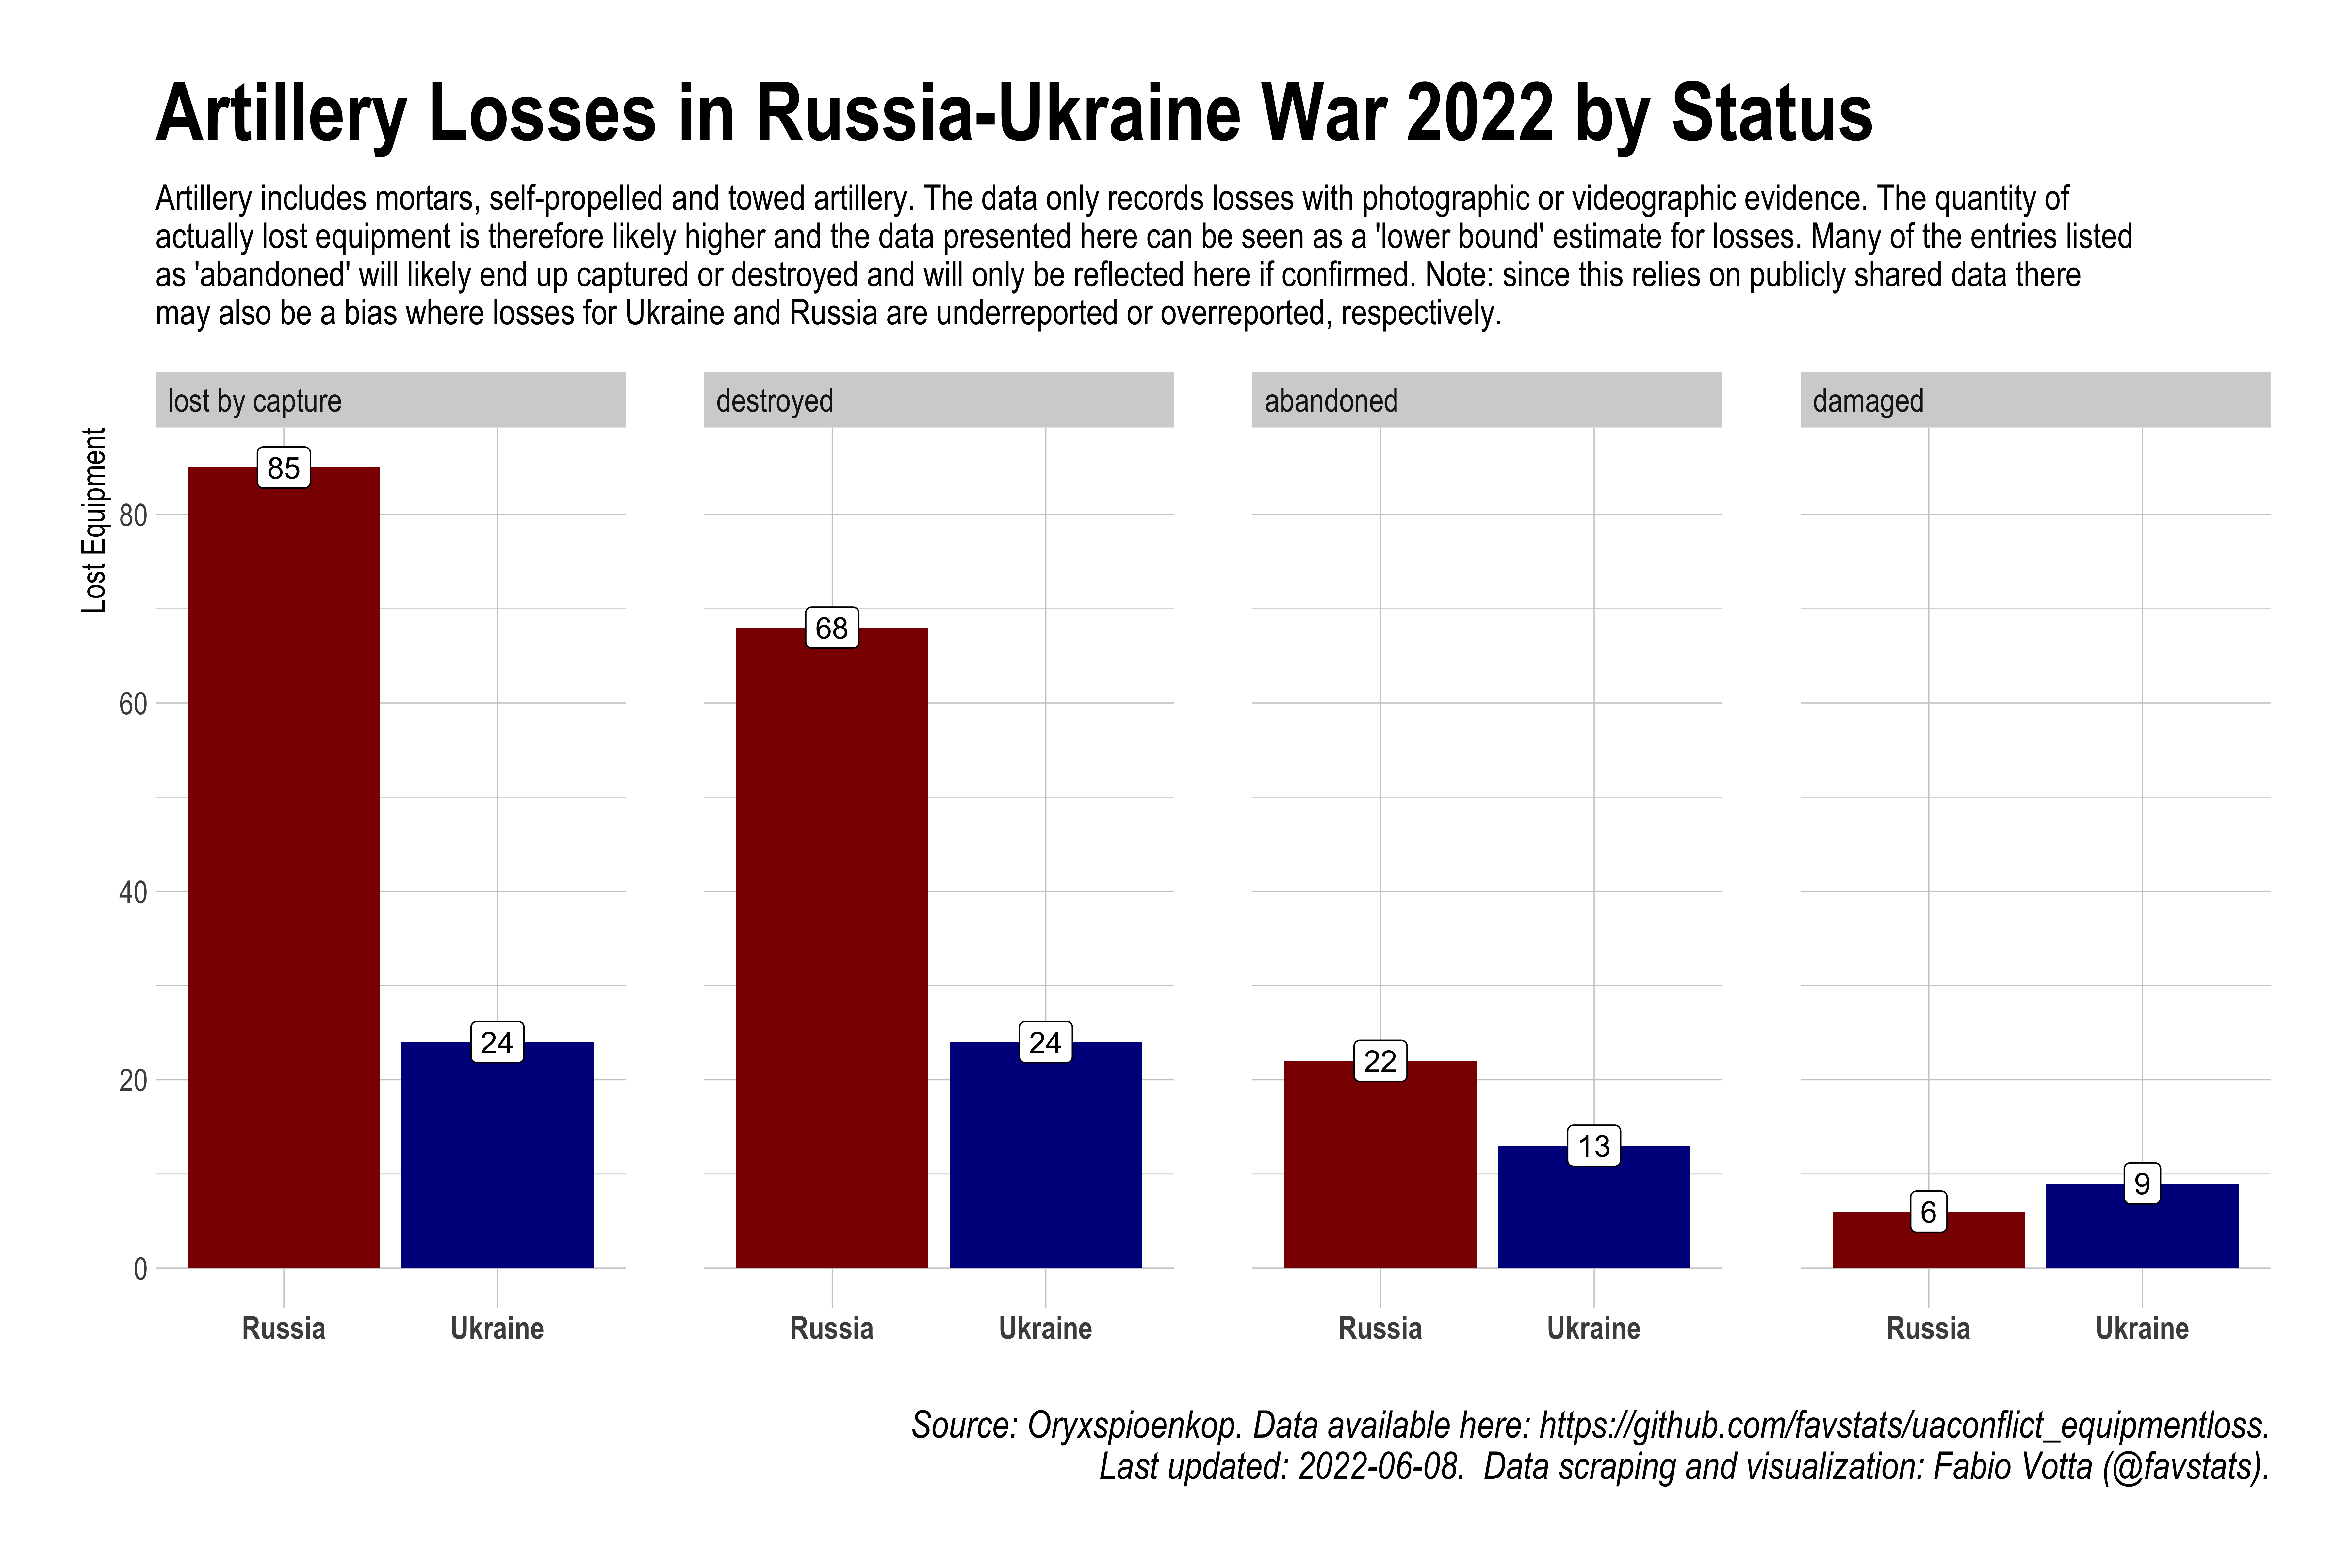 Artillery Losses in Russia-Ukraine War 2022 by Status
Artillery includes mortars, self-propelled and towed artillery. The data only records losses with photographic or videographic evidence. The quantity of
actually lost equipment is therefore likely higher and the data presented here can be seen as a 'lower bound' estimate for losses. Many of the entries listed
as 'abandoned' will likely end up captured or destroyed and will only be reflected here if confirmed. Note: since this relies on publicly shared data there
may also be a bias where losses for Ukraine and Russia are underreported or overreported, respectively.
lost by capture
destroyed
abandoned
damaged
Lost Equipment
80
60
40
20
0
85
24
68
24
22
13
6
9
Russia
Ukraine
Russia
Ukraine
Russia
Ukraine
Russia
Ukraine
Source: Oryxspioenkop. Data available here: https://github.com/favstats/uaconflict_equipmentloss.
Last updated: 2022-06-08.  Data scraping and visualization: Fabio Votta (@favstats).